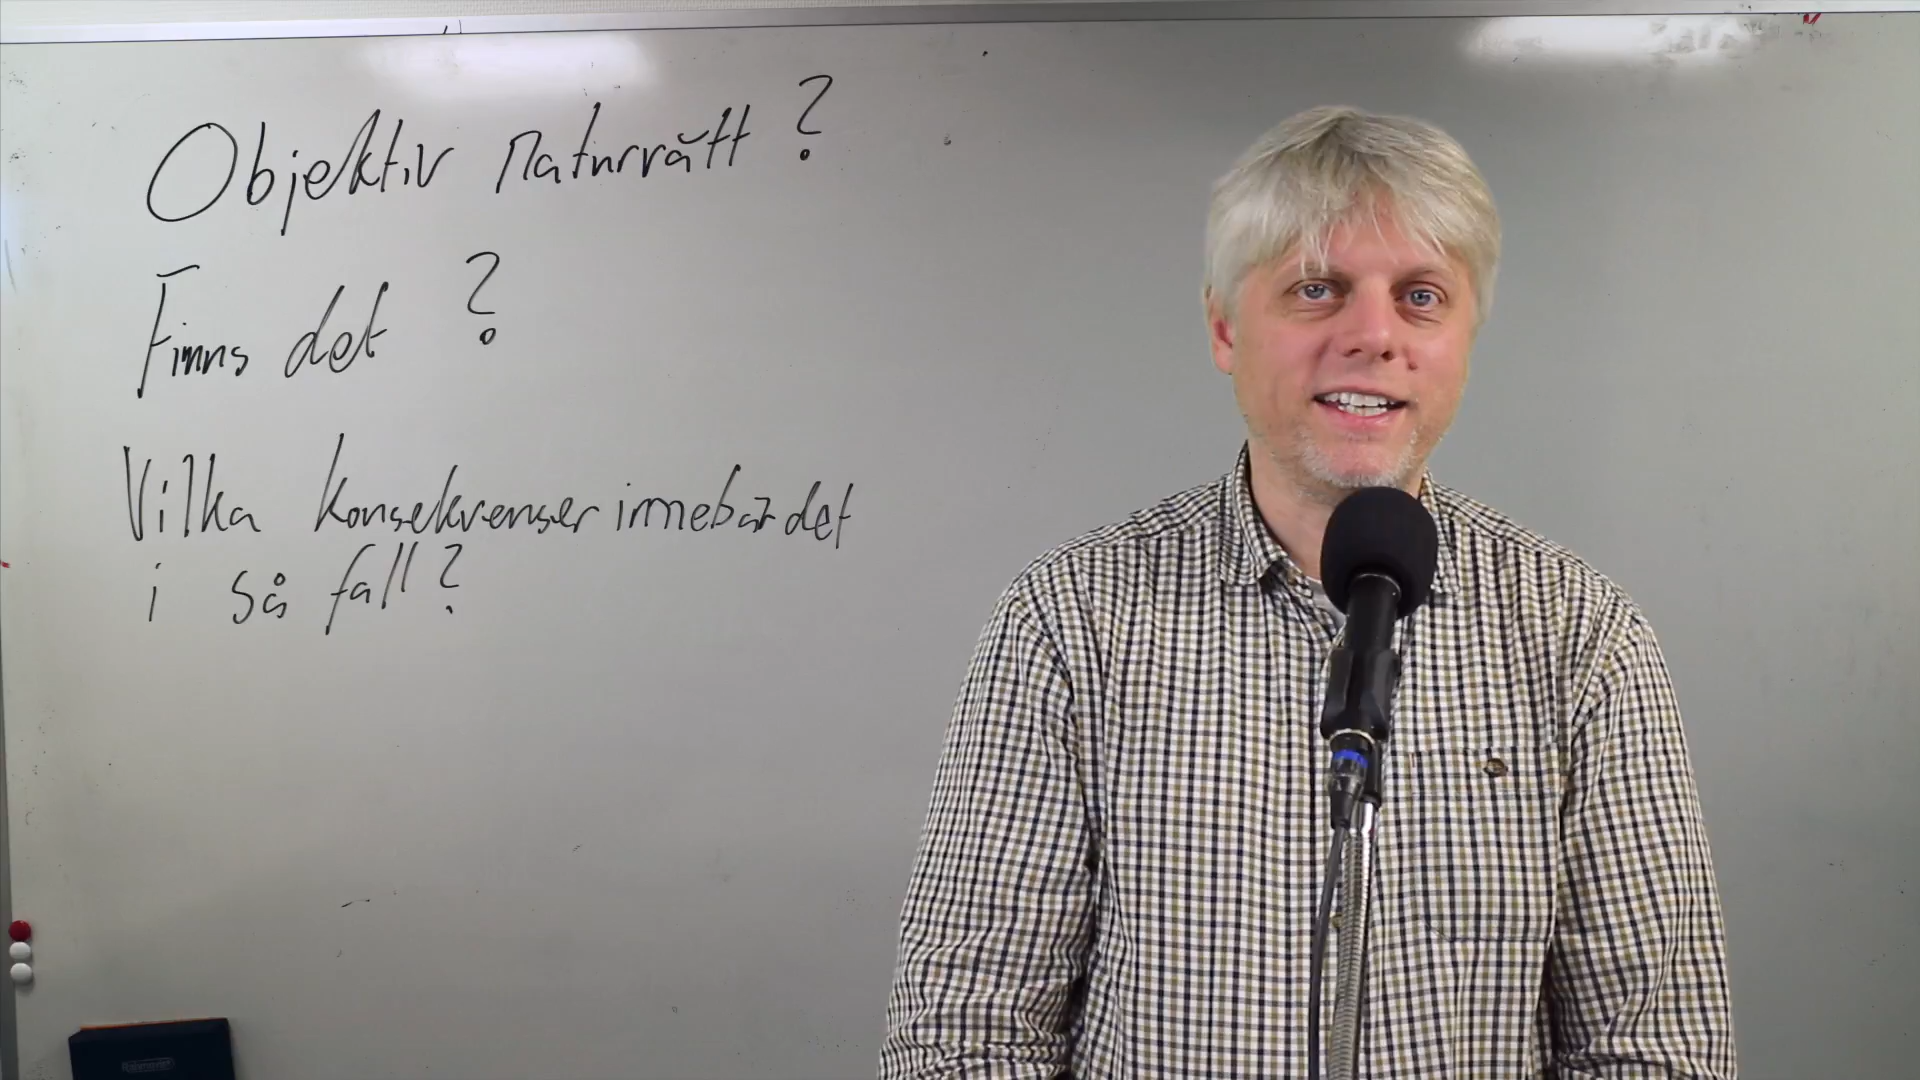 Objektiv naturrätt?
Finns det?
Vilka konsekvenser innebär det
i så fall?